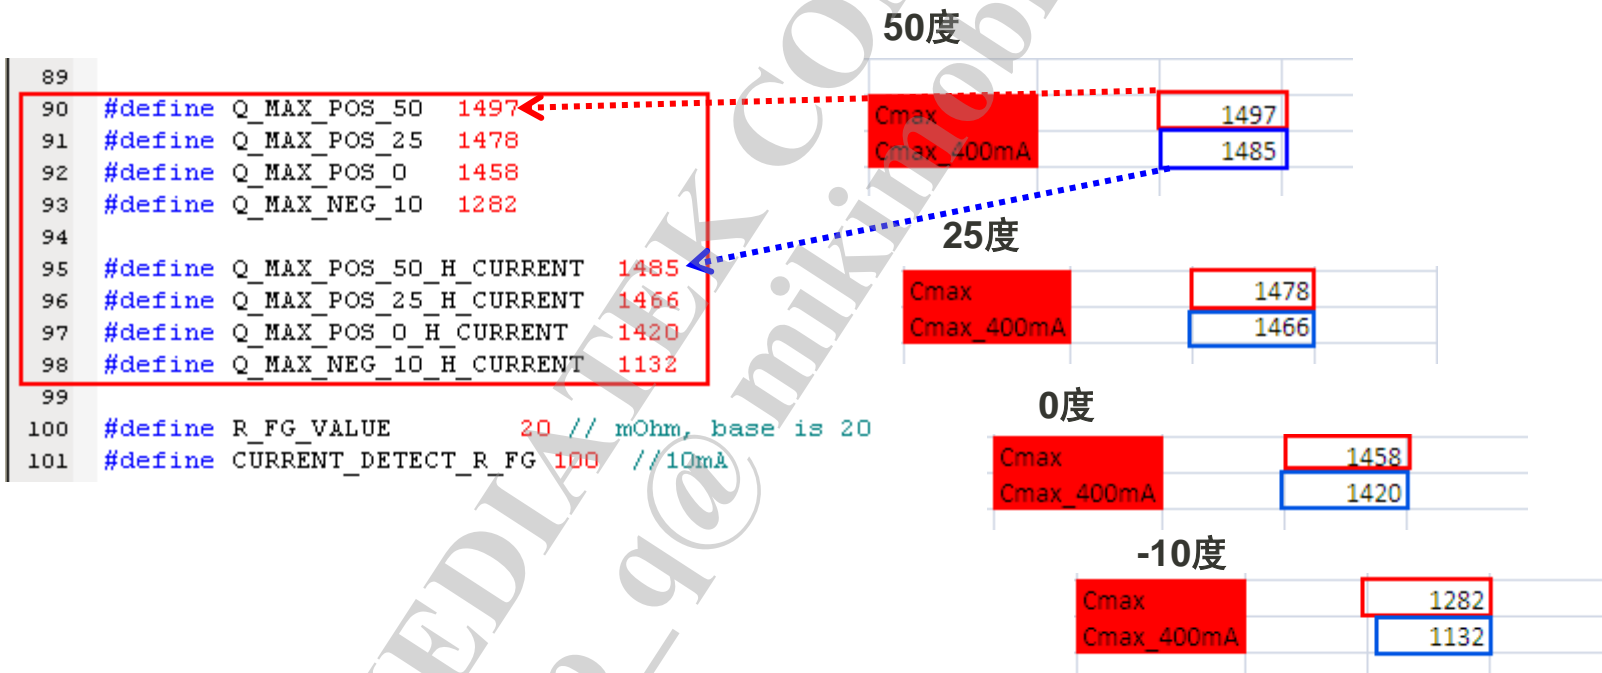 89
90 #define Q_MAX_POS_50 1497
91 #define Q_MAX_POS_25 1478
92 #define Q_MAX_POS_0 1458
93 #define Q_MAX_NEG_10 1282
94
95 #define Q_MAX_POS_50_H_CURRENT 1485
96 #define Q_MAX_POS_25_H_CURRENT 1466
97 #define Q_MAX_POS_0_H_CURRENT 1420
98 #define Q_MAX_NEG_10_H_CURRENT 1132
99
100 #define R_FG_VALUE 20 // mOhm, base is 20
101 #define CURRENT_DETECT_R_FG 100 //10mA
50度
Cmax 1497
Cmax_400mA 1485
25度
Cmax 1478
Cmax_400mA 1466
0度
Cmax 1458
Cmax_400mA 1420
-10度
Cmax 1282
Cmax_400mA 1132